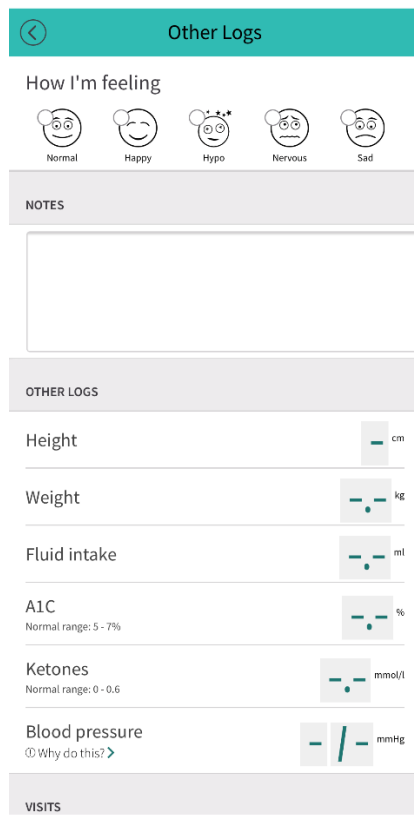 Other Logs
How I'm feeling
Normal Happy Hypo Nervous Sad
NOTES
OTHER LOGS
Height - cm
Weight -.- kg
Fluid intake -.- ml
A1C -.- %
Normal range: 5 - 7%
Ketones -.- mmol/l
Normal range: 0 - 0.6
Blood pressure - / - mmHg
Why do this?
VISITS